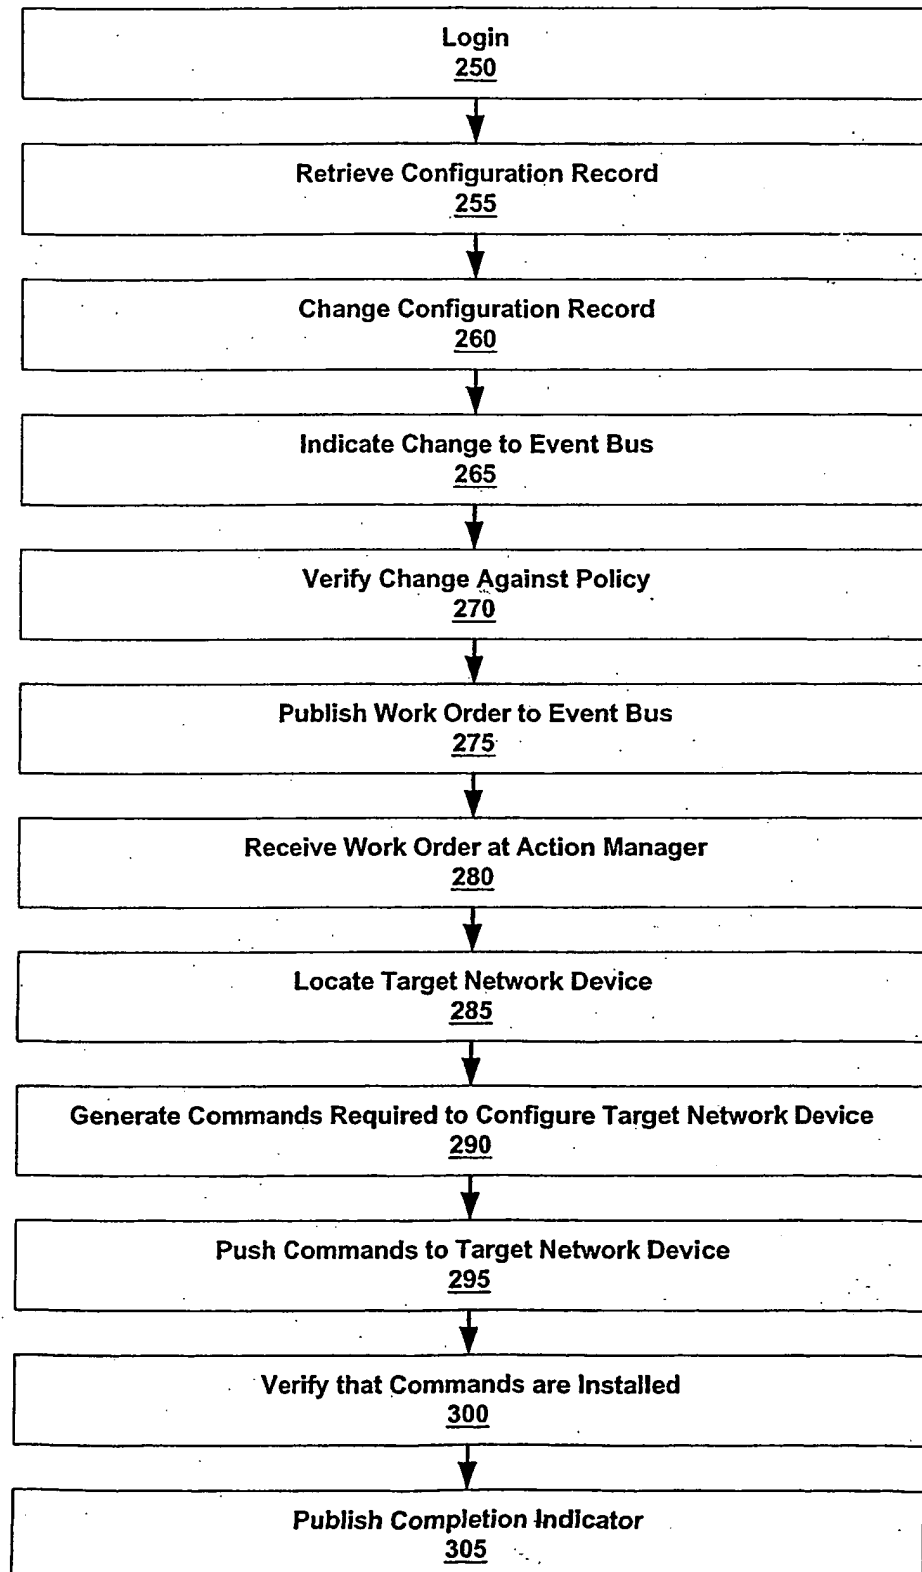 Login
250
Retrieve Configuration Record
255
Change Configuration Record
260
Indicate Change to Event Bus
265
Verify Change Against Policy
270
Publish Work Order to Event Bus
275
Receive Work Order at Action Manager
280
Locate Target Network Device
285
Generate Commands Required to Configure Target Network Device
290
Push Commands to Target Network Device
295
Verify that Commands are Installed
300
Publish Completion Indicator
305